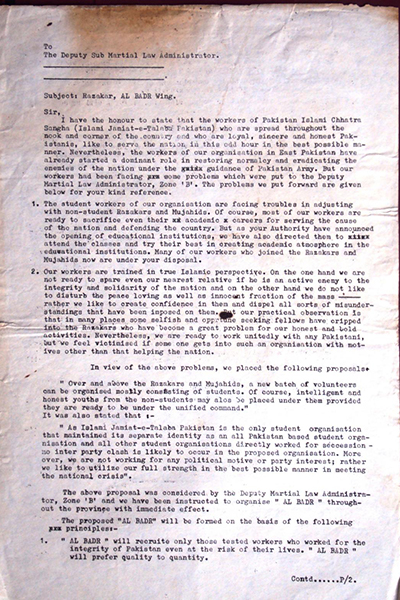 To
The Deputy Sub Martial Law Administrator.
Subject: Razakar, AL BADR Wing.
Sir,
I have the honour to state that the workers of Pakistan Islami Chhatra
Sangha (Islami Jamiat-e-Talaba Pakistan) who are spread throughout the
nook and corner of the country and who are loyal, sincere and honest Pak-
istanis, like to serve the nation in this odd hour in the best possible ma-
nner. Nevertheless, the workers of our organisation in East Pakistan have
already started a dominant role in restoring normalcy and eradicating the
enemies of the nation under the guidance of Pakistan Army. But our
workers had been facing some problems which were put to the Deputy
Martial Law Administrator, Zone 'B'. The problems we put forward are given
below for your kind reference.
1. The student workers of our organisation are facing troubles in adjusting
with non-student Razakars and Mujahids. Of course, most of our workers are
ready to sacrifice even their academic careers for serving the cause
of the nation and defending the country. But as your Authority have announced
the opening of educational institutions, we have also directed them to
attend the classes and try their best in creating academic atmosphere in the
educational institutions. Many of our workers who joined the Razakars and
Mujahids now are under your disposal.
2. Our workers are trained in true Islamic perspective. On the one hand we are
not ready to spare even our nearest relative if he is an active enemy to the
integrity and solidarity of the nation and on the other hand we do not like
to disturb the peace loving as well as innocent fraction of the mass ——
rather we like to create confidence in them and dispel all sorts of misunder-
standings that have been imposed on them. But our practical observation is
that in many places some selfish and opportune seeking fellows have cripped
into the Razakars who have become a great problem for our honest and bold
activities. Nevertheless, we are ready to work unitedly with any Pakistani,
but we feel victimised if some one gets into such an organisation with mot-
ives other than that helping the nation.
In view of the above problems, we placed the following proposals:
" Over and above the Razakars and Mujahids, a new batch of volunteers
can be organised mostly consisting of students. Of course, intelligent and
honest youths from the non-students may also be placed under them provided
they are ready to be under the unified command."
It was also stated that :-
" As Islami Jamiat-e-Talaba Pakistan is the only student organisation
that maintained its separate identity as an all Pakistan based student orga-
nisation and all other student organisations directly worked for secession -
no inter party clash is likely to occur in the proposed organisation. More
over, we are not working for any political motive or party interest; rather
we like to utilize our full strength in the best possible manner in meeting
the national crisis".
The above proposal was considered by the Deputy Martial Law Administra-
tor, Zone 'B' and we have been instructed to organise " AL BADR " through-
out the province with immediate effect.
The proposed "AL BADR" will be formed on the basis of the following
principles:-
1. " AL BADR " will recruit only those tested workers who worked for the
integrity of Pakistan even at the risk of their lives. " AL BADR "
will prefer quality to quantity.
Contd......P/2.